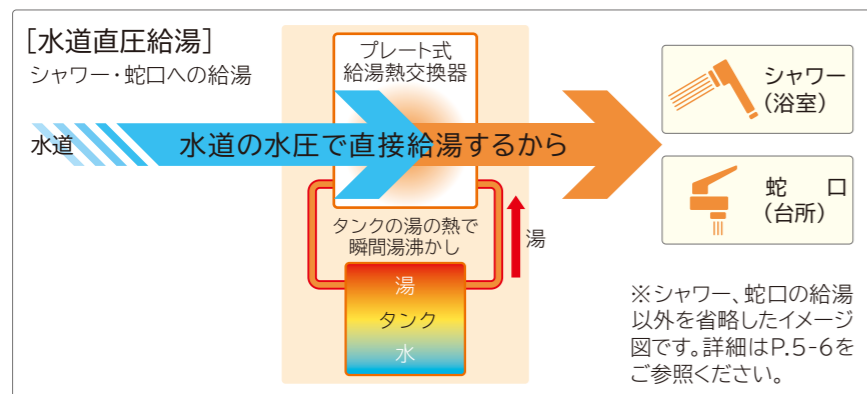 ［水道直圧給湯］
シャワー・蛇口への給湯
プレート式
給湯熱交換器
水道
水道の水圧で直接給湯するから
シャワー
（浴室）
蛇　口
（台所）
タンクの湯の熱で
瞬間湯沸かし
湯
湯
タンク
水
※シャワー、蛇口の給湯
以外を省略したイメージ
図です。詳細はP.5-6を
ご参照ください。